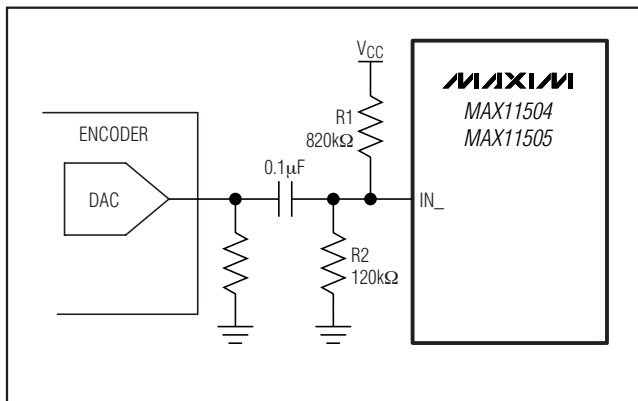 VCC
MAXIM
MAX11504
MAX11505
R1
820kΩ
ENCODER
DAC
0.1μF
IN_
R2
120kΩ